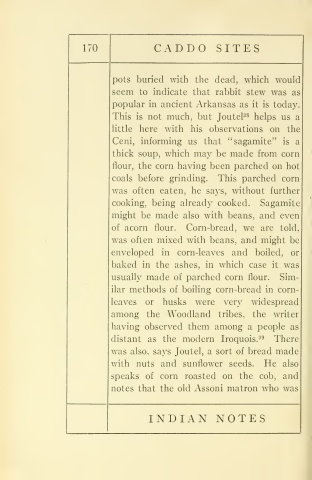 170
CADDO SITES
pots buried with the dead, which would
seem to indicate that rabbit stew was as
popular in ancient Arkansas as it is today.
This is not much, but Joutel²⁸ helps us a
little here with his observations on the
Ceni, informing us that "sagamite" is a
thick soup, which may be made from corn
flour, the corn having been parched on hot
coals before grinding. This parched corn
was often eaten, he says, without further
cooking, being already cooked. Sagamite
might be made also with beans, and even
of acorn flour. Corn-bread, we are told,
was often mixed with beans, and might be
enveloped in corn-leaves and boiled, or
baked in the ashes, in which case it was
usually made of parched corn flour. Sim-
ilar methods of boiling corn-bread in corn-
leaves or husks were very widespread
among the Woodland tribes, the writer
having observed them among a people as
distant as the modern Iroquois.²⁹ There
was also, says Joutel, a sort of bread made
with nuts and sunflower seeds. He also
speaks of corn roasted on the cob, and
notes that the old Assoni matron who was
INDIAN NOTES